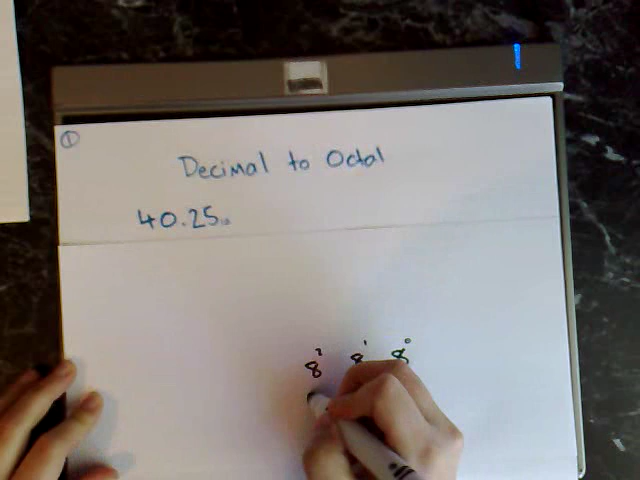 ①
Decimal to Octal
40.25₁₀
8² 8¹ 8⁰